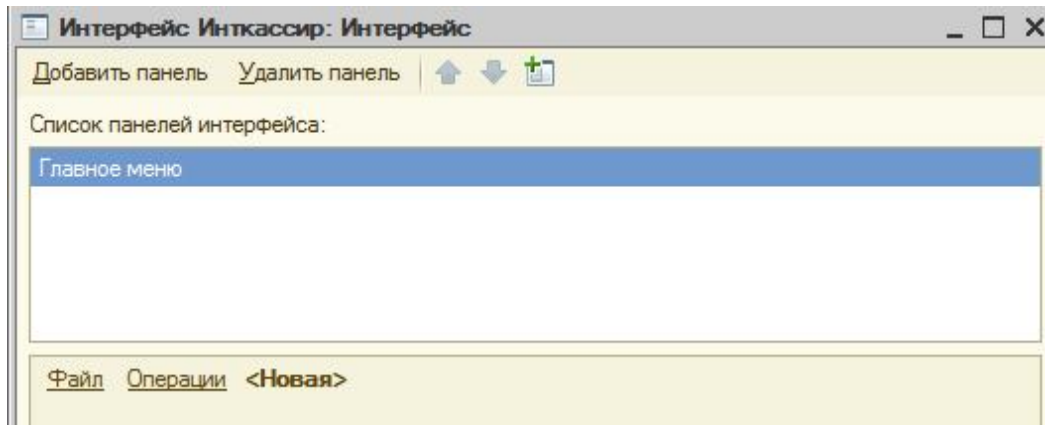 Интерфейс Инткассир: Интерфейс
Добавить панель Удалить панель
Список панелей интерфейса:
Главное меню
Файл Операции <Новая>